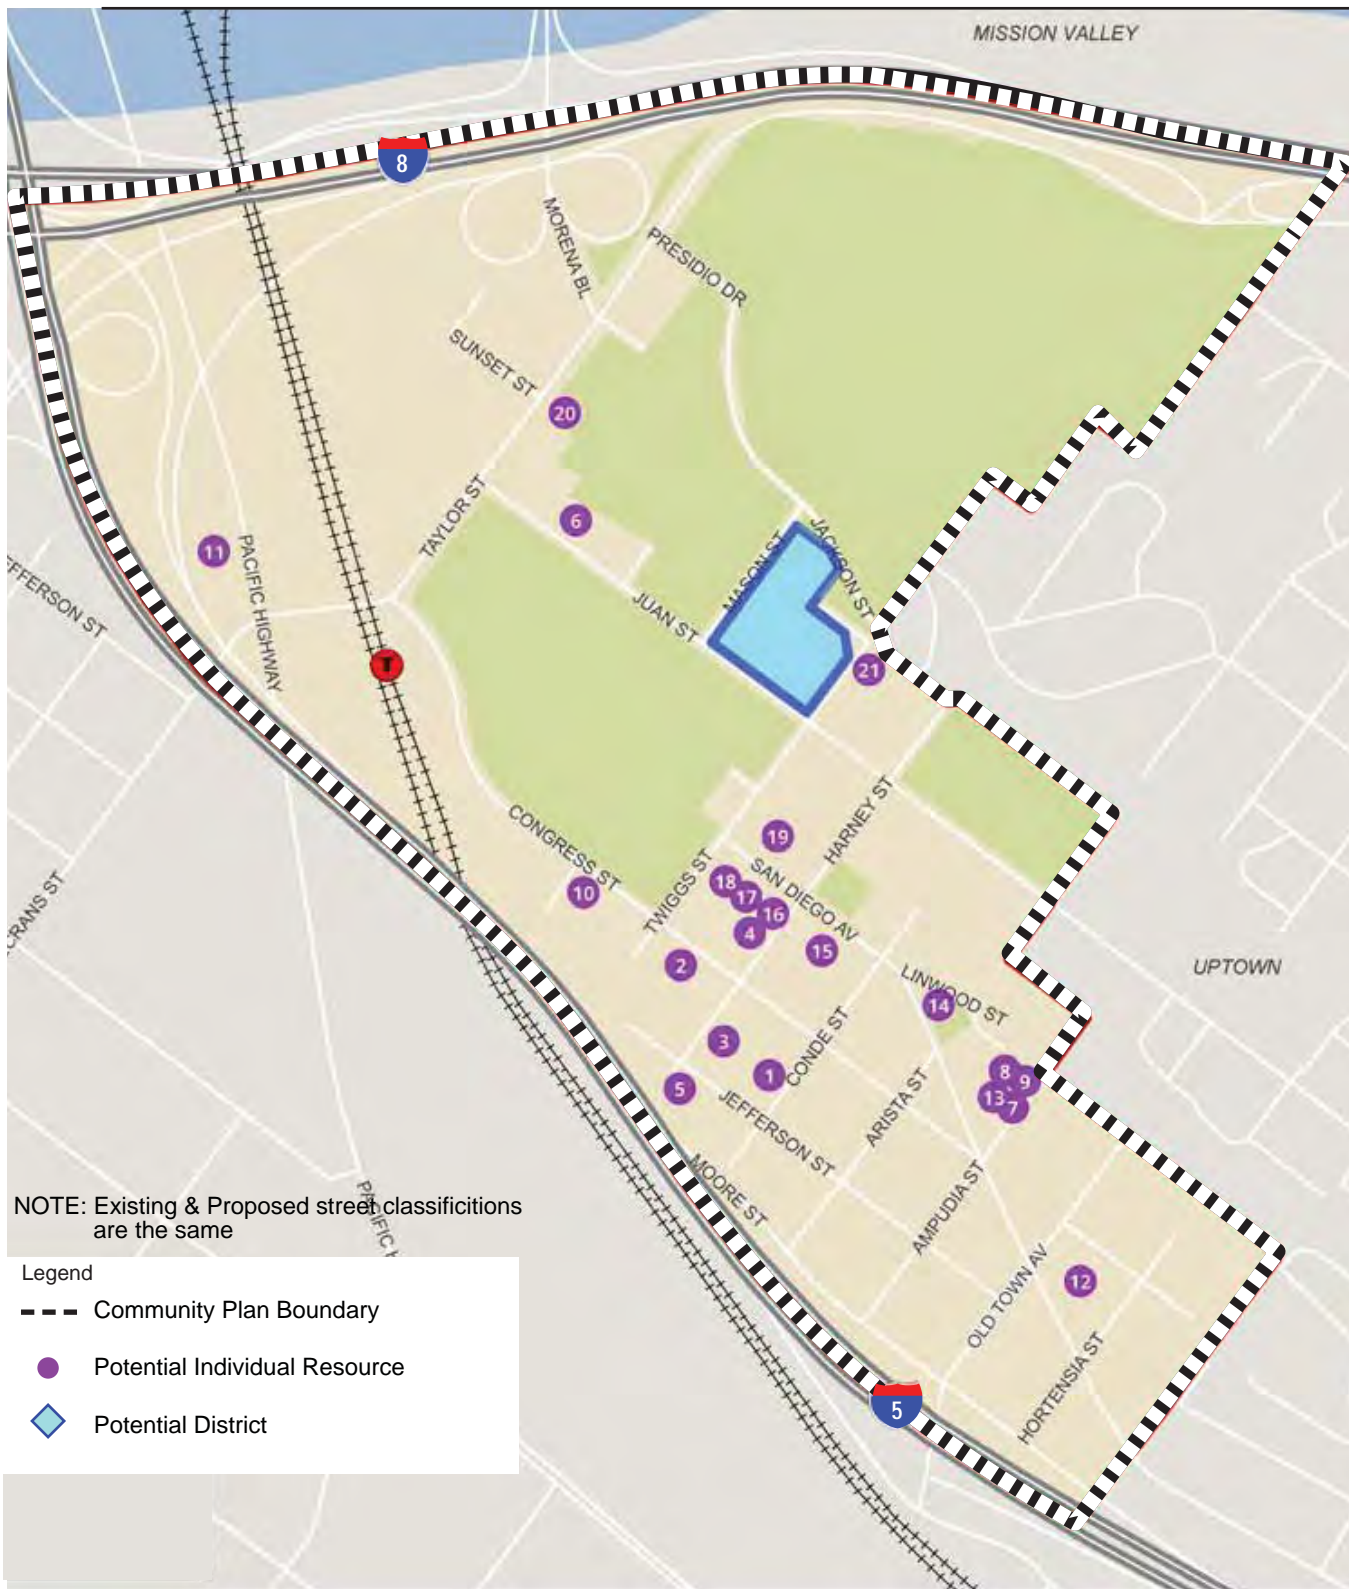 MISSION VALLEY
8
MORENA BL
PRESIDIO DR
SUNSET ST
20
TAYLOR ST
6
11
PACIFIC HIGHWAY
EFFERSON ST
MASON ST
JACKSON ST
JUAN ST
T
21
CONGRESS ST
HARNEY ST
19
TWIGGS ST
SAN DIEGO AV
18
17
16
10
4
15
2
CRANS ST
UPTOWN
LINWOOD ST
14
3
CONDE ST
1
5
8
9
13
7
JEFFERSON ST
ARISTA ST
MOORE ST
AMPUDIA ST
PACIFIC H
NOTE: Existing & Proposed street classificitions
are the same
OLD TOWN AV
12
HORTENSIA ST
5
Legend
Community Plan Boundary
Potential Individual Resource
Potential District